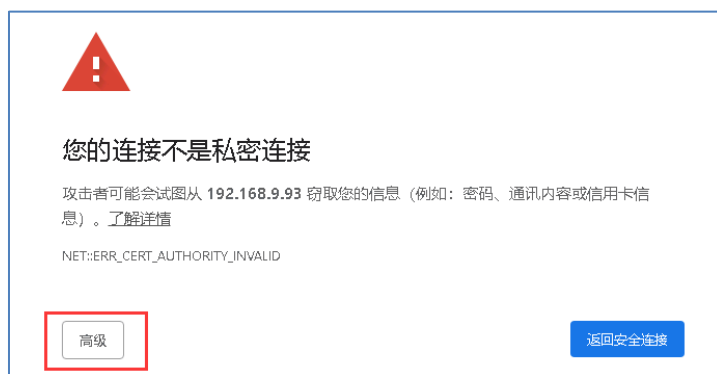 您的连接不是私密连接
攻击者可能会试图从 192.168.9.93 窃取您的信息（例如：密码、通讯内容或信用卡信
息）。了解详情
NET::ERR_CERT_AUTHORITY_INVALID
高级
返回安全连接